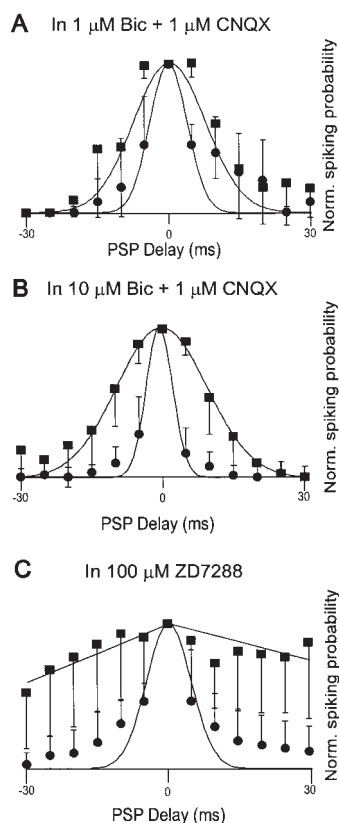 A In 1 μM Bic + 1 μM CNQX
Norm. spiking probability
-30 0 30
PSP Delay (ms)
B In 10 μM Bic + 1 μM CNQX
Norm. spiking probability
-30 0 30
PSP Delay (ms)
C In 100 μM ZD7288
Norm. spiking probability
-30 0 30
PSP Delay (ms)